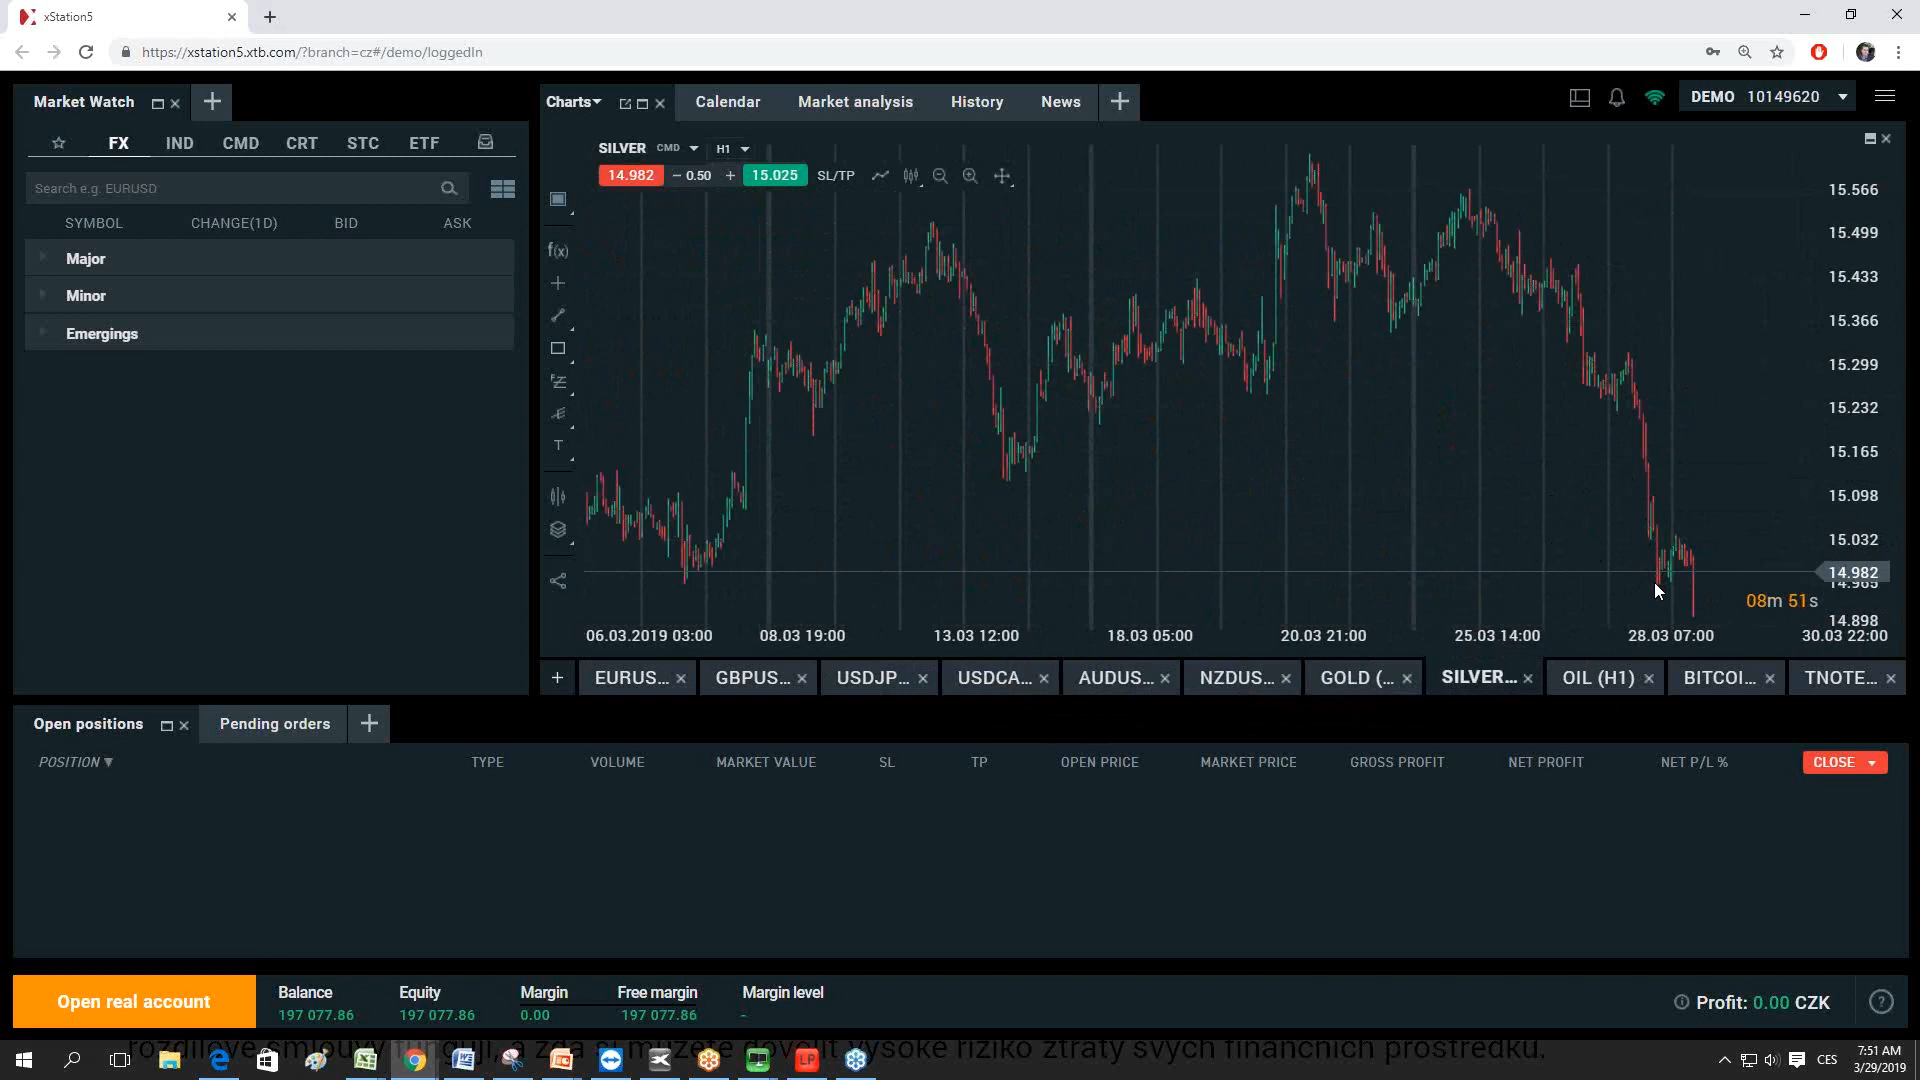 xStation5
https://xstation5.xtb.com/?branch=cz#/demo/loggedIn
Market Watch
Charts Calendar Market analysis History News
DEMO 10149620
FX IND CMD CRT STC ETF
Search e.g. EURUSD
SYMBOL CHANGE(1D) BID ASK
Major
Minor
Emergings
SILVER CMD H1
14.982 − 0.50 + 15.025 SL/TP
f(x)
T
15.566
15.499
15.433
15.366
15.299
15.232
15.165
15.098
15.032
14.982
14.965
08m 51s
14.898
06.03.2019 03:00 08.03 19:00 13.03 12:00 18.03 05:00 20.03 21:00 25.03 14:00 28.03 07:00 30.03 22:00
EURUS... GBPUS... USDJP... USDCA... AUDUS... NZDUS... GOLD (... SILVER... OIL (H1) BITCOI... TNOTE...
Open positions Pending orders
POSITION TYPE VOLUME MARKET VALUE SL TP OPEN PRICE MARKET PRICE GROSS PROFIT NET PROFIT NET P/L % CLOSE
Open real account
Balance Equity Margin Free margin Margin level
197 077.86 197 077.86 0.00 197 077.86 -
Profit: 0.00 CZK
vysoké riziko ztráty svých finančních prostředků.
CES
7:51 AM
3/29/2019